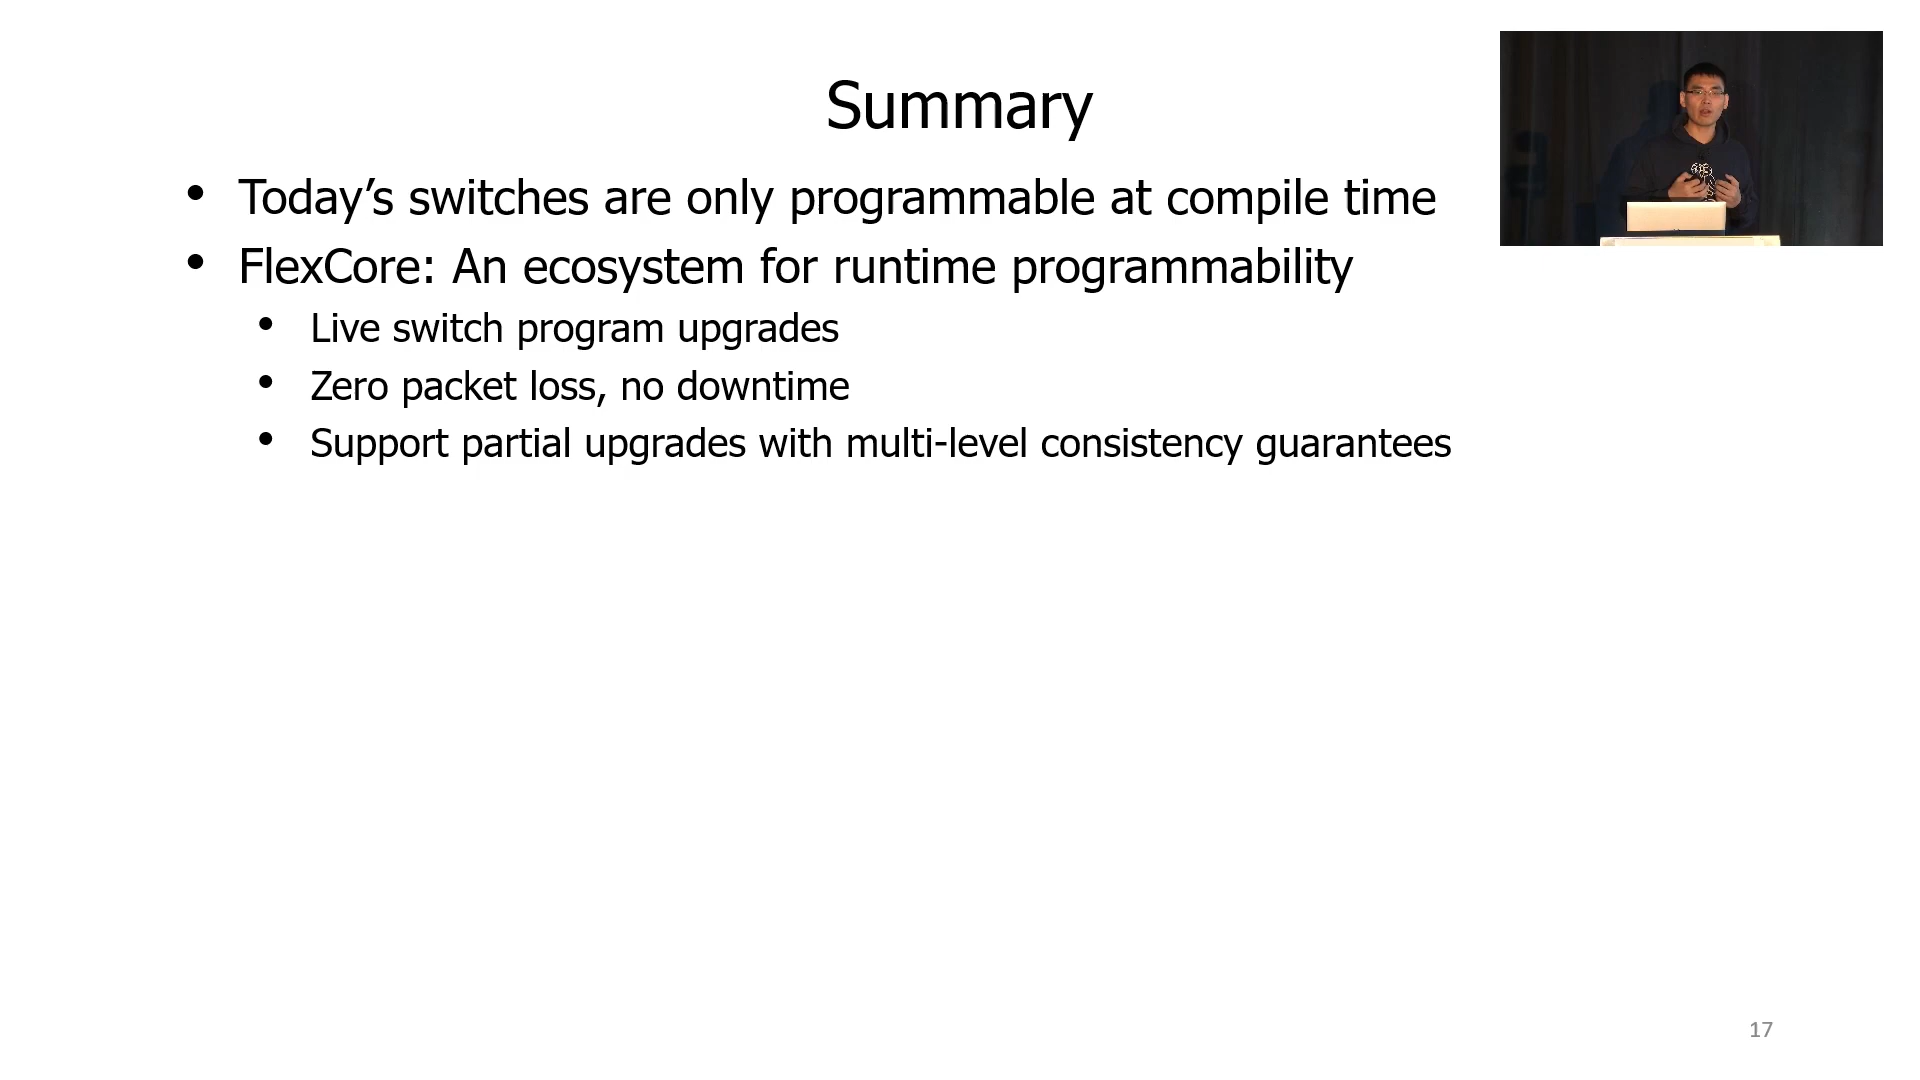 Summary
• Today’s switches are only programmable at compile time
• FlexCore: An ecosystem for runtime programmability
• Live switch program upgrades
• Zero packet loss, no downtime
• Support partial upgrades with multi-level consistency guarantees
17